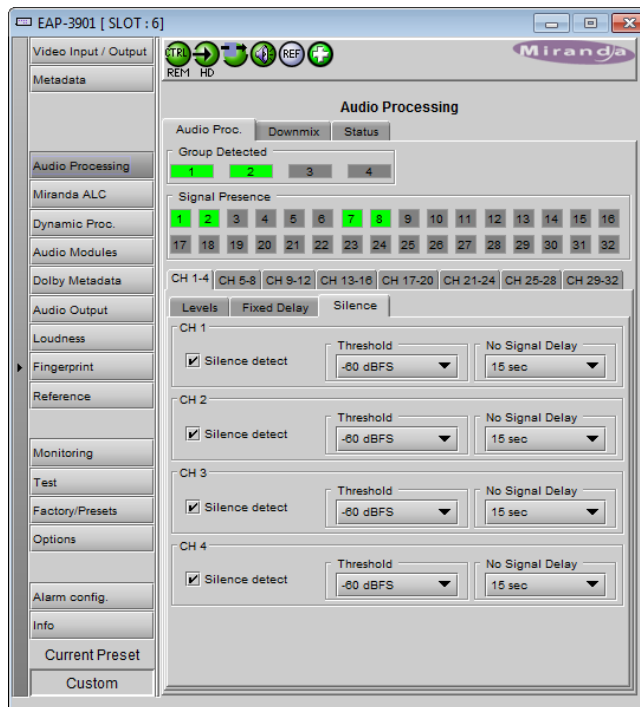 EAP-3901 [ SLOT : 6]
Video Input / Output
Metadata
Audio Processing
Miranda ALC
Dynamic Proc.
Audio Modules
Dolby Metadata
Audio Output
Loudness
Fingerprint
Reference
Monitoring
Test
Factory/Presets
Options
Alarm config.
Info
Current Preset
Custom
CTRL REF
REM HD
Miranda
Audio Processing
Audio Proc. Downmix Status
Group Detected
1 2 3 4
Signal Presence
1 2 3 4 5 6 7 8 9 10 11 12 13 14 15 16
17 18 19 20 21 22 23 24 25 26 27 28 29 30 31 32
CH 1-4 CH 5-8 CH 9-12 CH 13-16 CH 17-20 CH 21-24 CH 25-28 CH 29-32
Levels Fixed Delay Silence
CH 1
Threshold No Signal Delay
Silence detect -60 dBFS 15 sec
CH 2
Threshold No Signal Delay
Silence detect -60 dBFS 15 sec
CH 3
Threshold No Signal Delay
Silence detect -60 dBFS 15 sec
CH 4
Threshold No Signal Delay
Silence detect -60 dBFS 15 sec